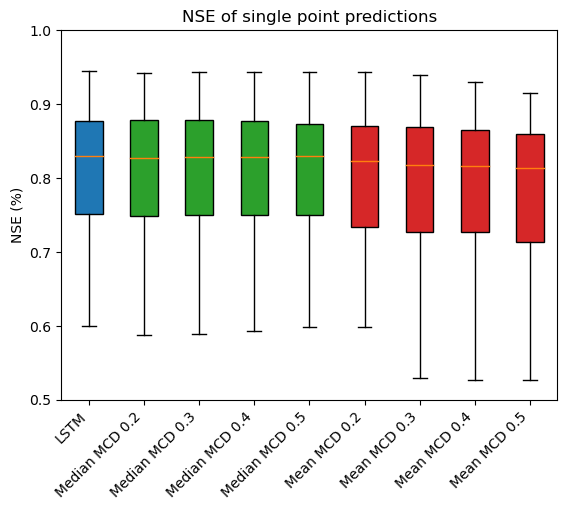 NSE of single point predictions
1.0
0.9
0.8
0.7
0.6
0.5
NSE (%)
LSTM
Median MCD 0.2
Median MCD 0.3
Median MCD 0.4
Median MCD 0.5
Mean MCD 0.2
Mean MCD 0.3
Mean MCD 0.4
Mean MCD 0.5